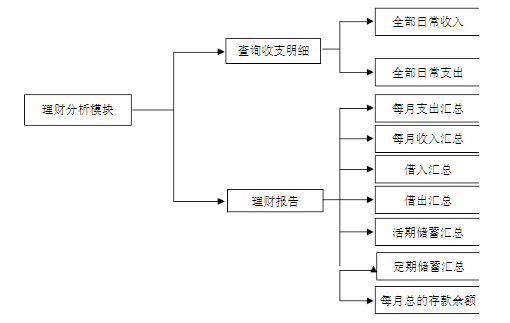 全部日常收入
查询收支明细
全部日常支出
理财分析模块
每月支出汇总
每月收入汇总
借入汇总
理财报告
借出汇总
活期储蓄汇总
定期储蓄汇总
每月总的存款余额